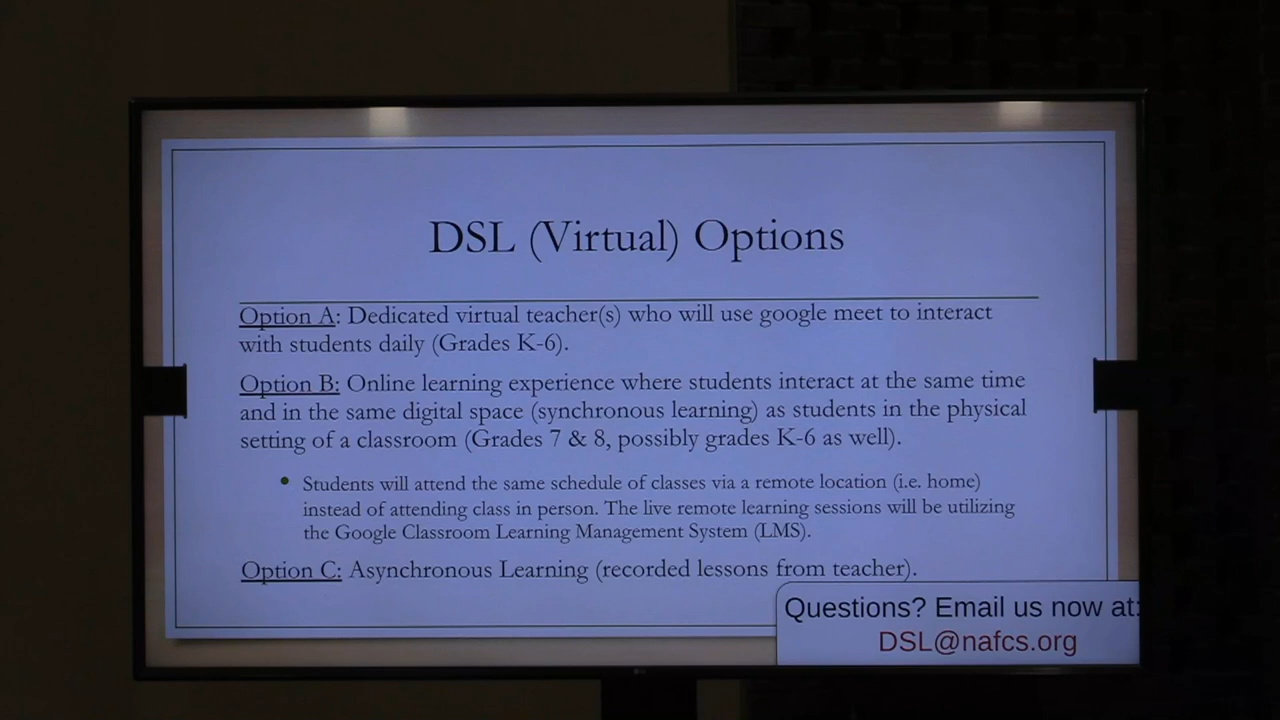 DSL (Virtual) Options
Option A: Dedicated virtual teacher(s) who will use google meet to interact
with students daily (Grades K-6).
Option B: Online learning experience where students interact at the same time
and in the same digital space (synchronous learning) as students in the physical
setting of a classroom (Grades 7 & 8, possibly grades K-6 as well).
• Students will attend the same schedule of classes via a remote location (i.e. home)
instead of attending class in person. The live remote learning sessions will be utilizing
the Google Classroom Learning Management System (LMS).
Option C: Asynchronous Learning (recorded lessons from teacher).
Questions? Email us now at:
DSL@nafcs.org